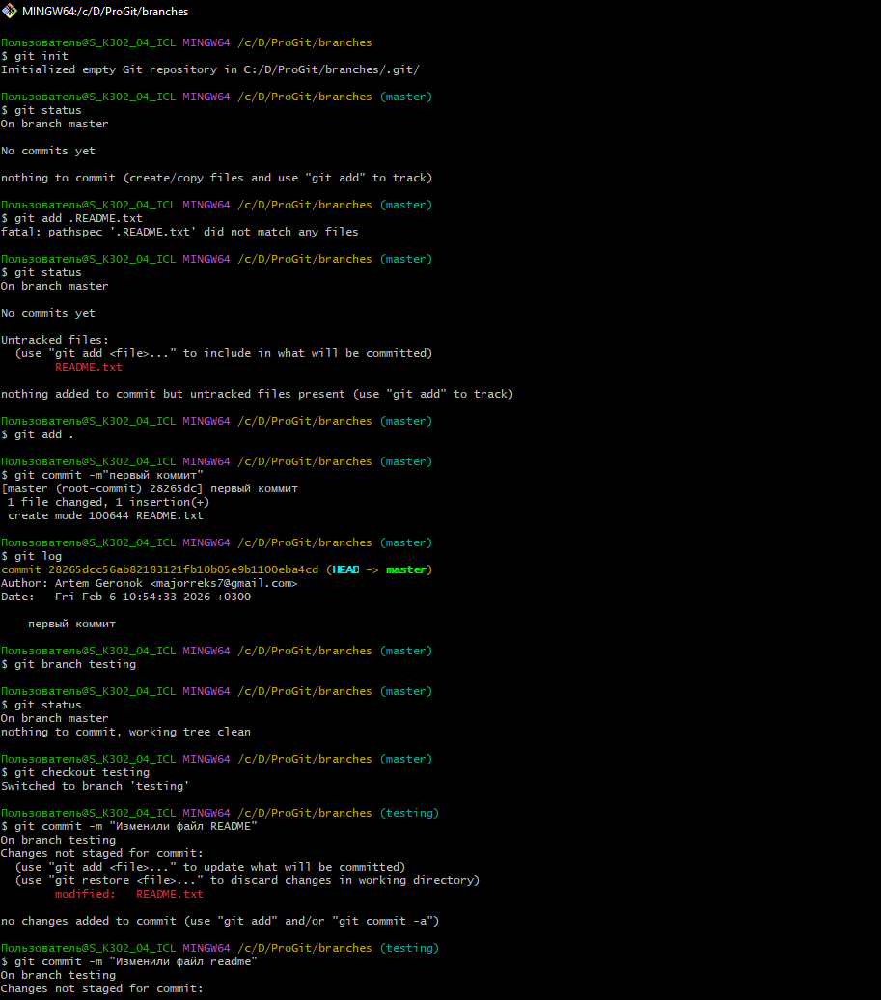 MINGW64:/c/D/ProGit/branches
Пользователь@S_K302_04_ICL MINGW64 /c/D/ProGit/branches
$ git init
Initialized empty Git repository in C:/D/ProGit/branches/.git/
Пользователь@S_K302_04_ICL MINGW64 /c/D/ProGit/branches (master)
$ git status
On branch master
No commits yet
nothing to commit (create/copy files and use "git add" to track)
Пользователь@S_K302_04_ICL MINGW64 /c/D/ProGit/branches (master)
$ git add .README.txt
fatal: pathspec '.README.txt' did not match any files
Пользователь@S_K302_04_ICL MINGW64 /c/D/ProGit/branches (master)
$ git status
On branch master
No commits yet
Untracked files:
(use "git add <file>..." to include in what will be committed)
README.txt
nothing added to commit but untracked files present (use "git add" to track)
Пользователь@S_K302_04_ICL MINGW64 /c/D/ProGit/branches (master)
$ git add .
Пользователь@S_K302_04_ICL MINGW64 /c/D/ProGit/branches (master)
$ git commit -m"первый коммит"
[master (root-commit) 28265dc] первый коммит
1 file changed, 1 insertion(+)
create mode 100644 README.txt
Пользователь@S_K302_04_ICL MINGW64 /c/D/ProGit/branches (master)
$ git log
commit 28265dcc56ab82183121fb10b05e9b1100eba4cd (HEAD -> master)
Author: Artem Geronok <majorreks7@gmail.com>
Date: Fri Feb 6 10:54:33 2026 +0300
первый коммит
Пользователь@S_K302_04_ICL MINGW64 /c/D/ProGit/branches (master)
$ git branch testing
Пользователь@S_K302_04_ICL MINGW64 /c/D/ProGit/branches (master)
$ git status
On branch master
nothing to commit, working tree clean
Пользователь@S_K302_04_ICL MINGW64 /c/D/ProGit/branches (master)
$ git checkout testing
Switched to branch 'testing'
Пользователь@S_K302_04_ICL MINGW64 /c/D/ProGit/branches (testing)
$ git commit -m "Изменили файл README"
On branch testing
Changes not staged for commit:
(use "git add <file>..." to update what will be committed)
(use "git restore <file>..." to discard changes in working directory)
modified: README.txt
no changes added to commit (use "git add" and/or "git commit -a")
Пользователь@S_K302_04_ICL MINGW64 /c/D/ProGit/branches (testing)
$ git commit -m "Изменили файл readme"
On branch testing
Changes not staged for commit: